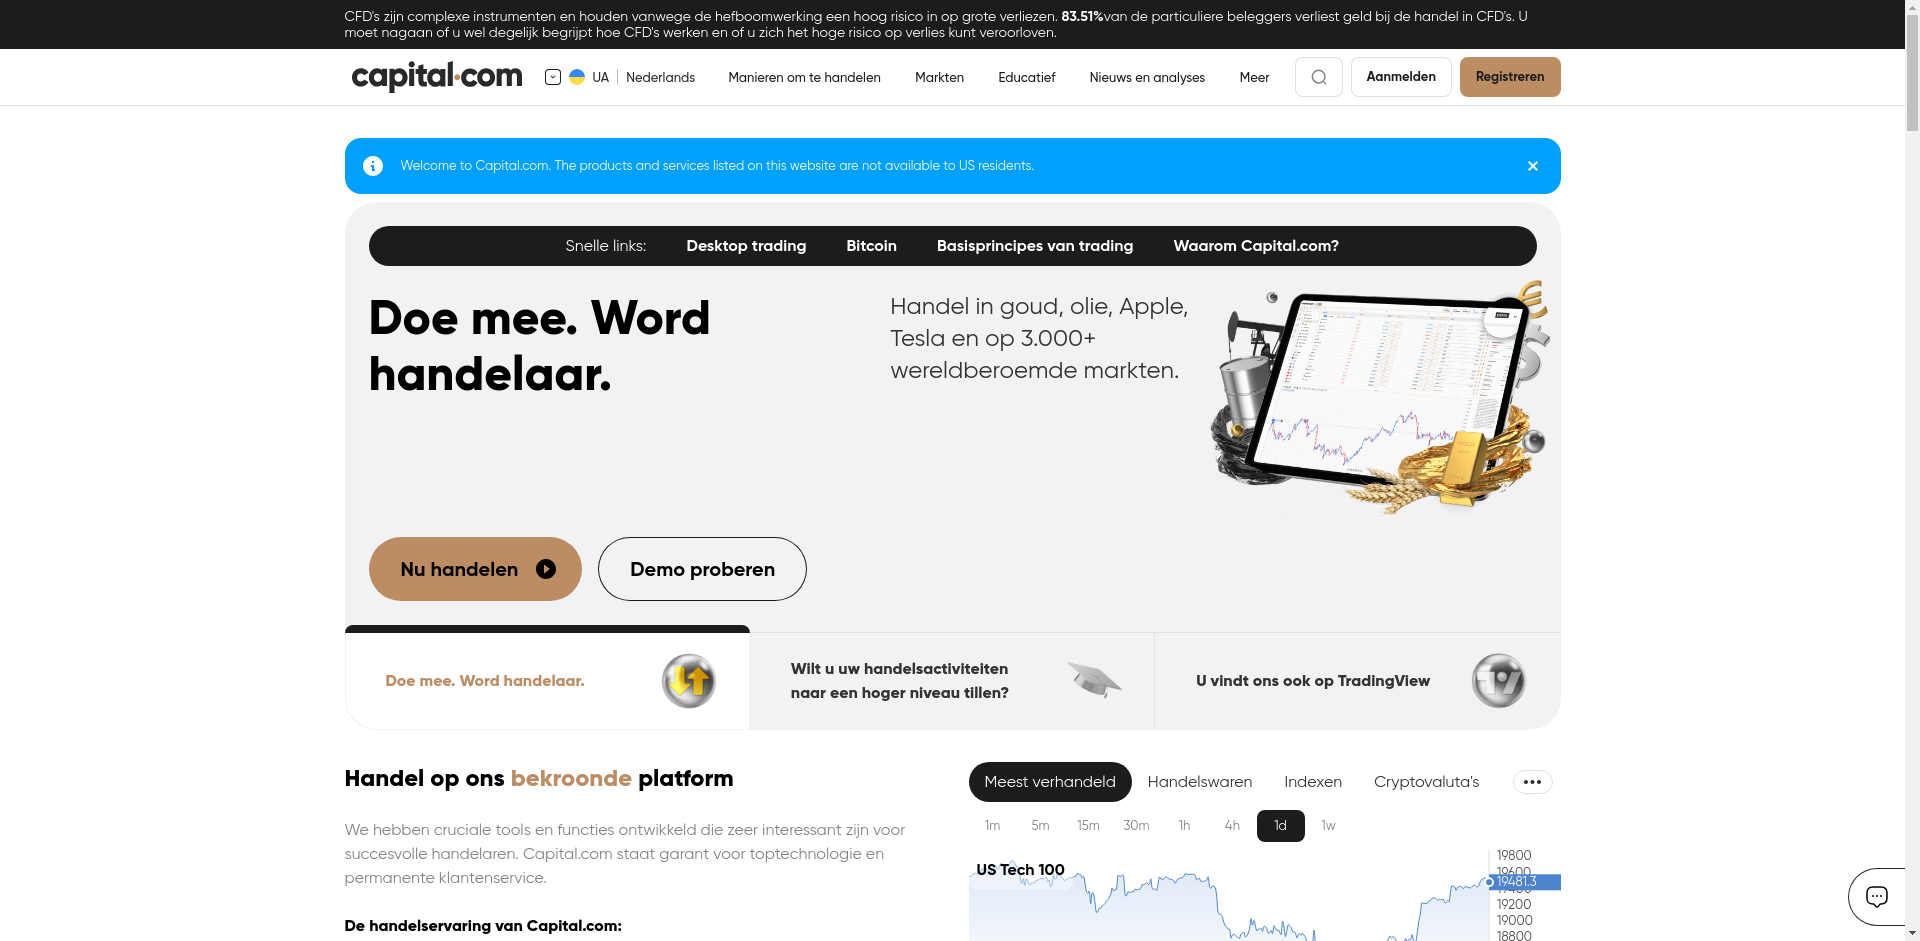 CFD's zijn complexe instrumenten en houden vanwege de hefboomwerking een hoog risico in op grote verliezen. 83.51%van de particuliere beleggers verliest geld bij de handel in CFD's. U
moet nagaan of u wel degelijk begrijpt hoe CFD's werken en of u zich het hoge risico op verlies kunt veroorloven.
capital.com UA Nederlands Manieren om te handelen Markten Educatief Nieuws en analyses Meer Aanmelden Registreren
Welcome to Capital.com. The products and services listed on this website are not available to US residents.
Snelle links: Desktop trading Bitcoin Basisprincipes van trading Waarom Capital.com?
Doe mee. Word
handelaar.
Handel in goud, olie, Apple,
Tesla en op 3.000+
wereldberoemde markten.
Nu handelen
Demo proberen
Doe mee. Word handelaar.
Wilt u uw handelsactiviteiten
naar een hoger niveau tillen?
U vindt ons ook op TradingView
Handel op ons bekroonde platform
We hebben cruciale tools en functies ontwikkeld die zeer interessant zijn voor
succesvolle handelaren. Capital.com staat garant voor toptechnologie en
permanente klantenservice.
De handelservaring van Capital.com:
Meest verhandeld Handelswaren Indexen Cryptovaluta's
1m 5m 15m 30m 1h 4h 1d 1w
US Tech 100
19800
19600
19481.3
19400
19200
19000
18800